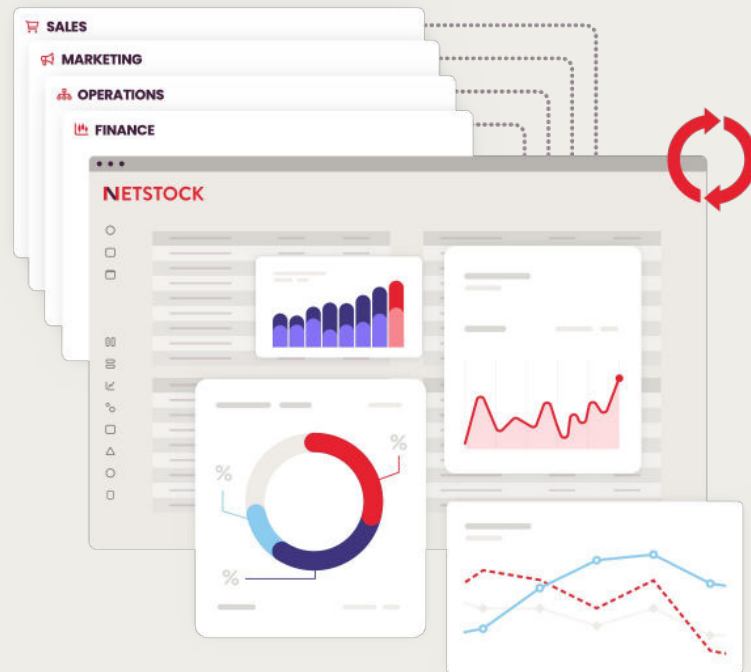 SALES
MARKETING
OPERATIONS
FINANCE
NETSTOCK
%
%
%